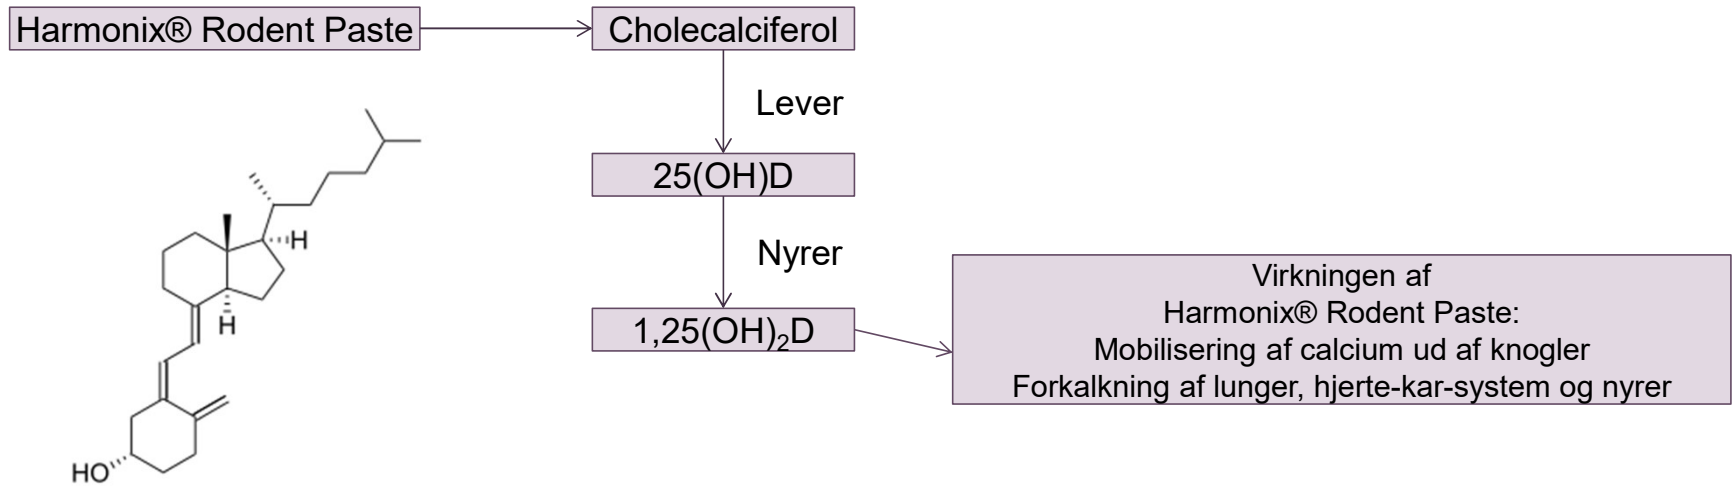 Harmonix® Rodent Paste
Cholecalciferol
Lever
25(OH)D
Nyrer
1,25(OH)₂D
Virkningen af
Harmonix® Rodent Paste:
Mobilisering af calcium ud af knogler
Forkalkning af lunger, hjerte-kar-system og nyrer
H
H
HO